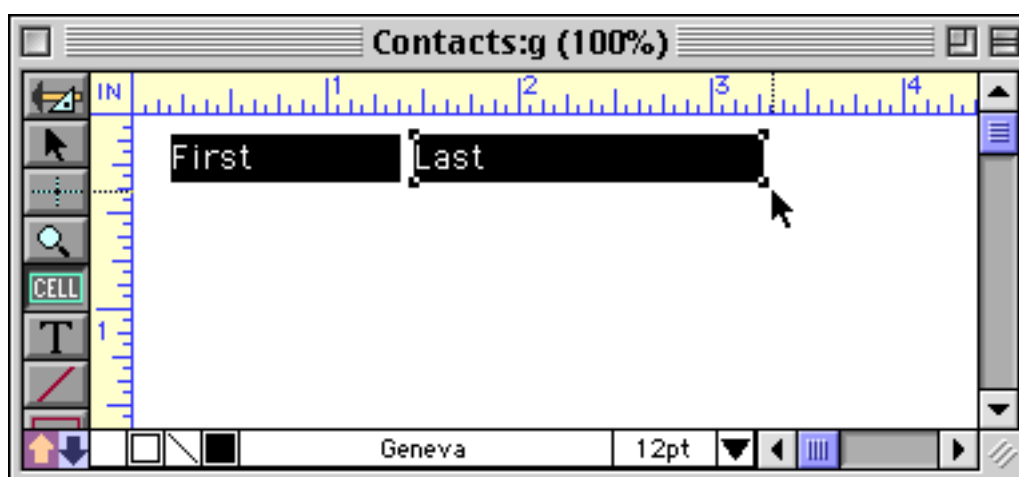 Contacts:g (100%)
IN 1 2 3 4
First Last
CELL
T
1
Geneva 12pt